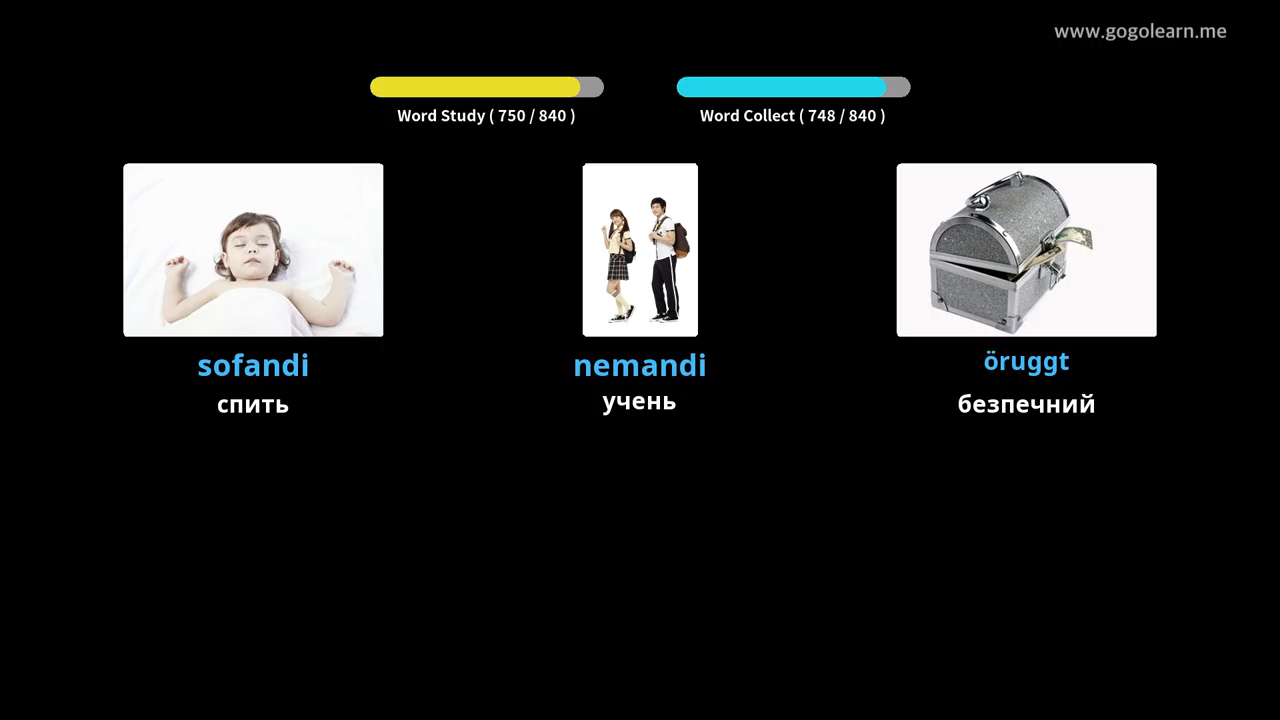 www.gogolearn.me
Word Study ( 750 / 840 )
Word Collect ( 748 / 840 )
sofandi
nemandi
öruggt
спить
учень
безпечний